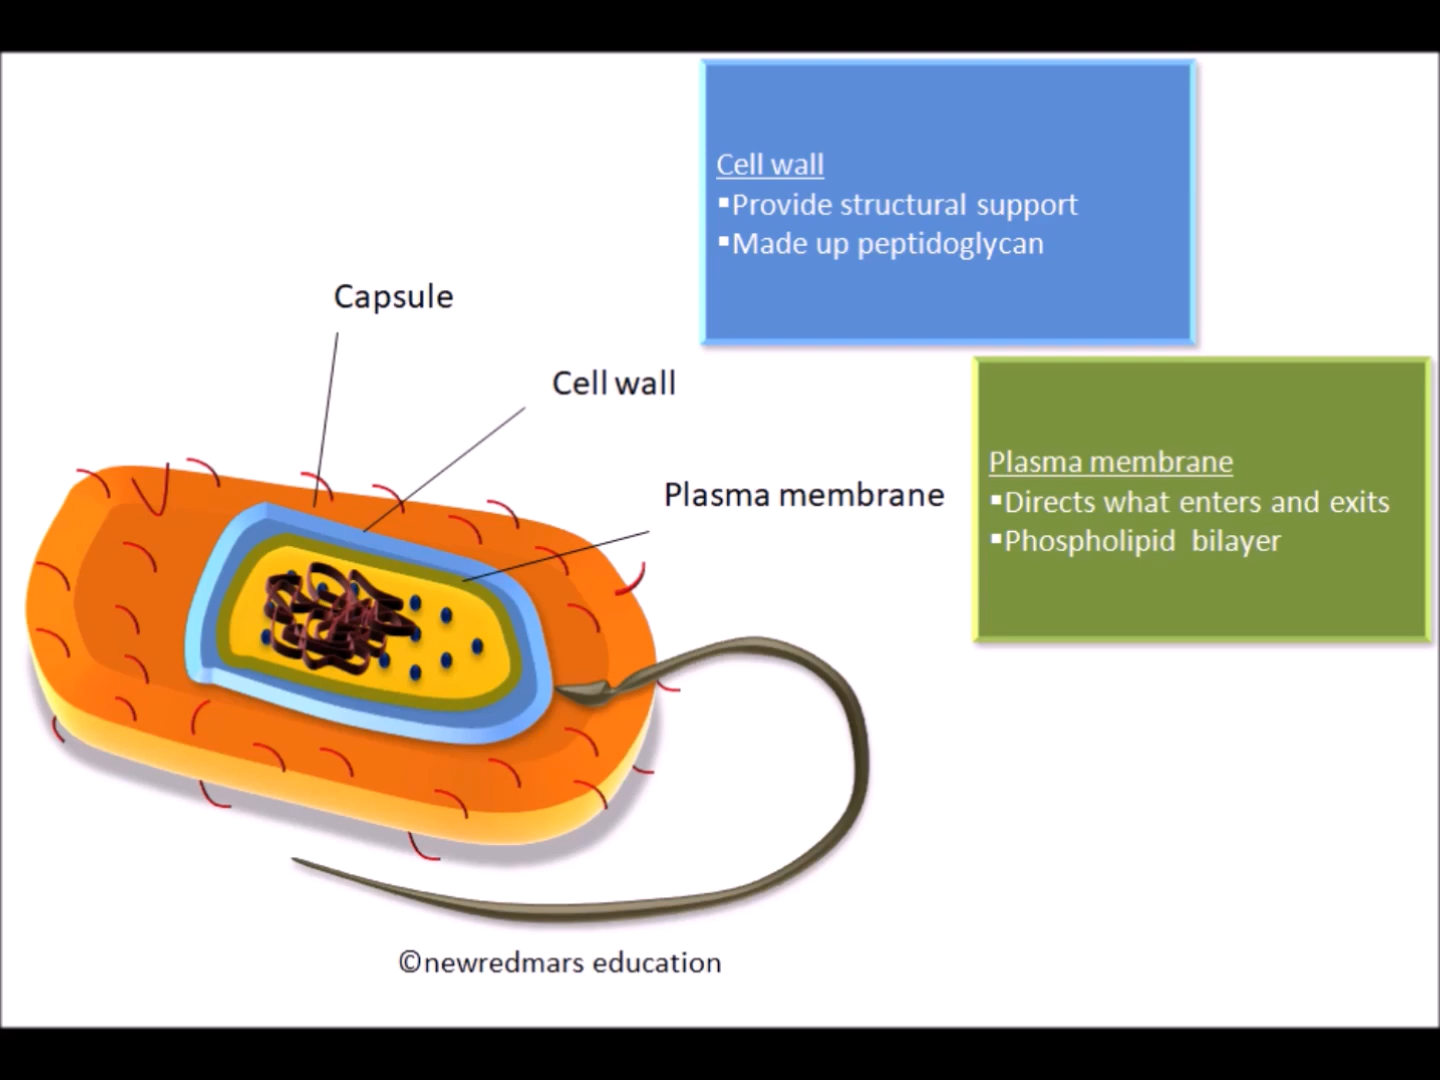 Cell wall
▪Provide structural support
▪Made up peptidoglycan
Capsule
Cell wall
Plasma membrane
Plasma membrane
▪Directs what enters and exits
▪Phospholipid bilayer
©newredmars education